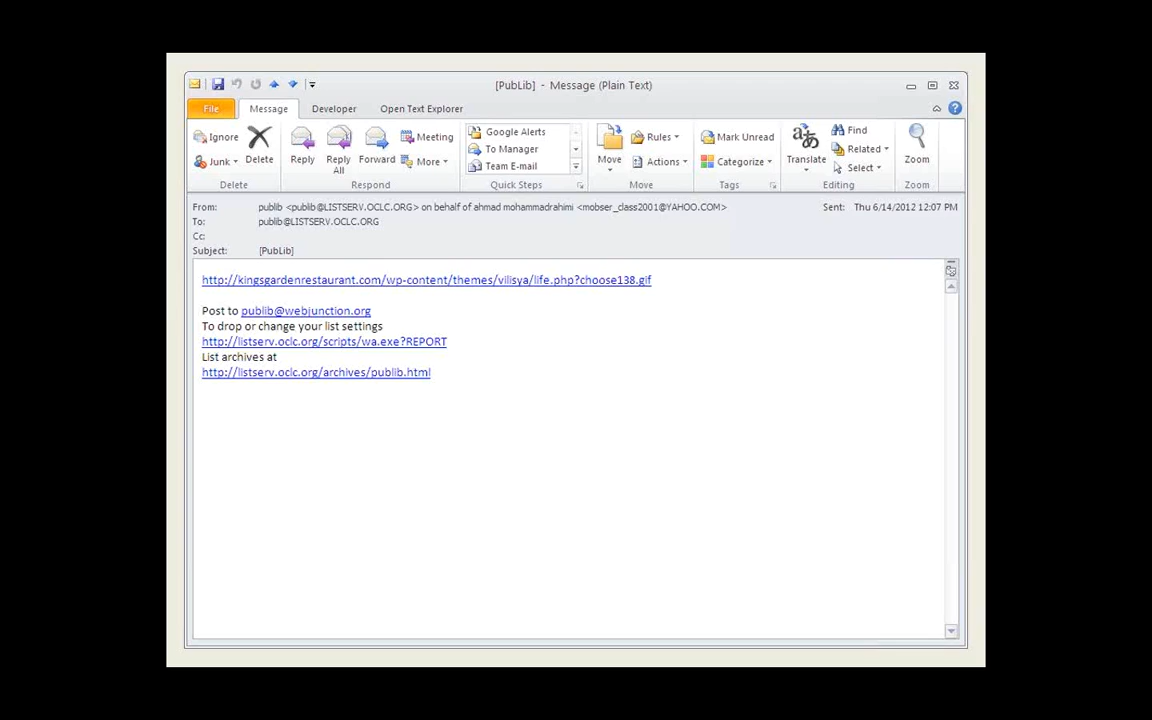 [PubLib] - Message (Plain Text)
File Message Developer Open Text Explorer
Ignore
Junk
Delete
Delete
Reply
Reply All
Forward
Meeting
More
Respond
Google Alerts
To Manager
Team E-mail
Quick Steps
Move
Rules
Actions
Move
Mark Unread
Categorize
Tags
Translate
Find
Related
Select
Editing
Zoom
Zoom
From: publib <publib@LISTSERV.OCLC.ORG> on behalf of ahmad mohammadrahimi <mobser_class2001@YAHOO.COM> Sent: Thu 6/14/2012 12:07 PM
To: publib@LISTSERV.OCLC.ORG
Cc:
Subject: [PubLib]
http://kingsgardenrestaurant.com/wp-content/themes/vilisya/life.php?choose138.gif
Post to publib@webjunction.org
To drop or change your list settings
http://listserv.oclc.org/scripts/wa.exe?REPORT
List archives at
http://listserv.oclc.org/archives/publib.html